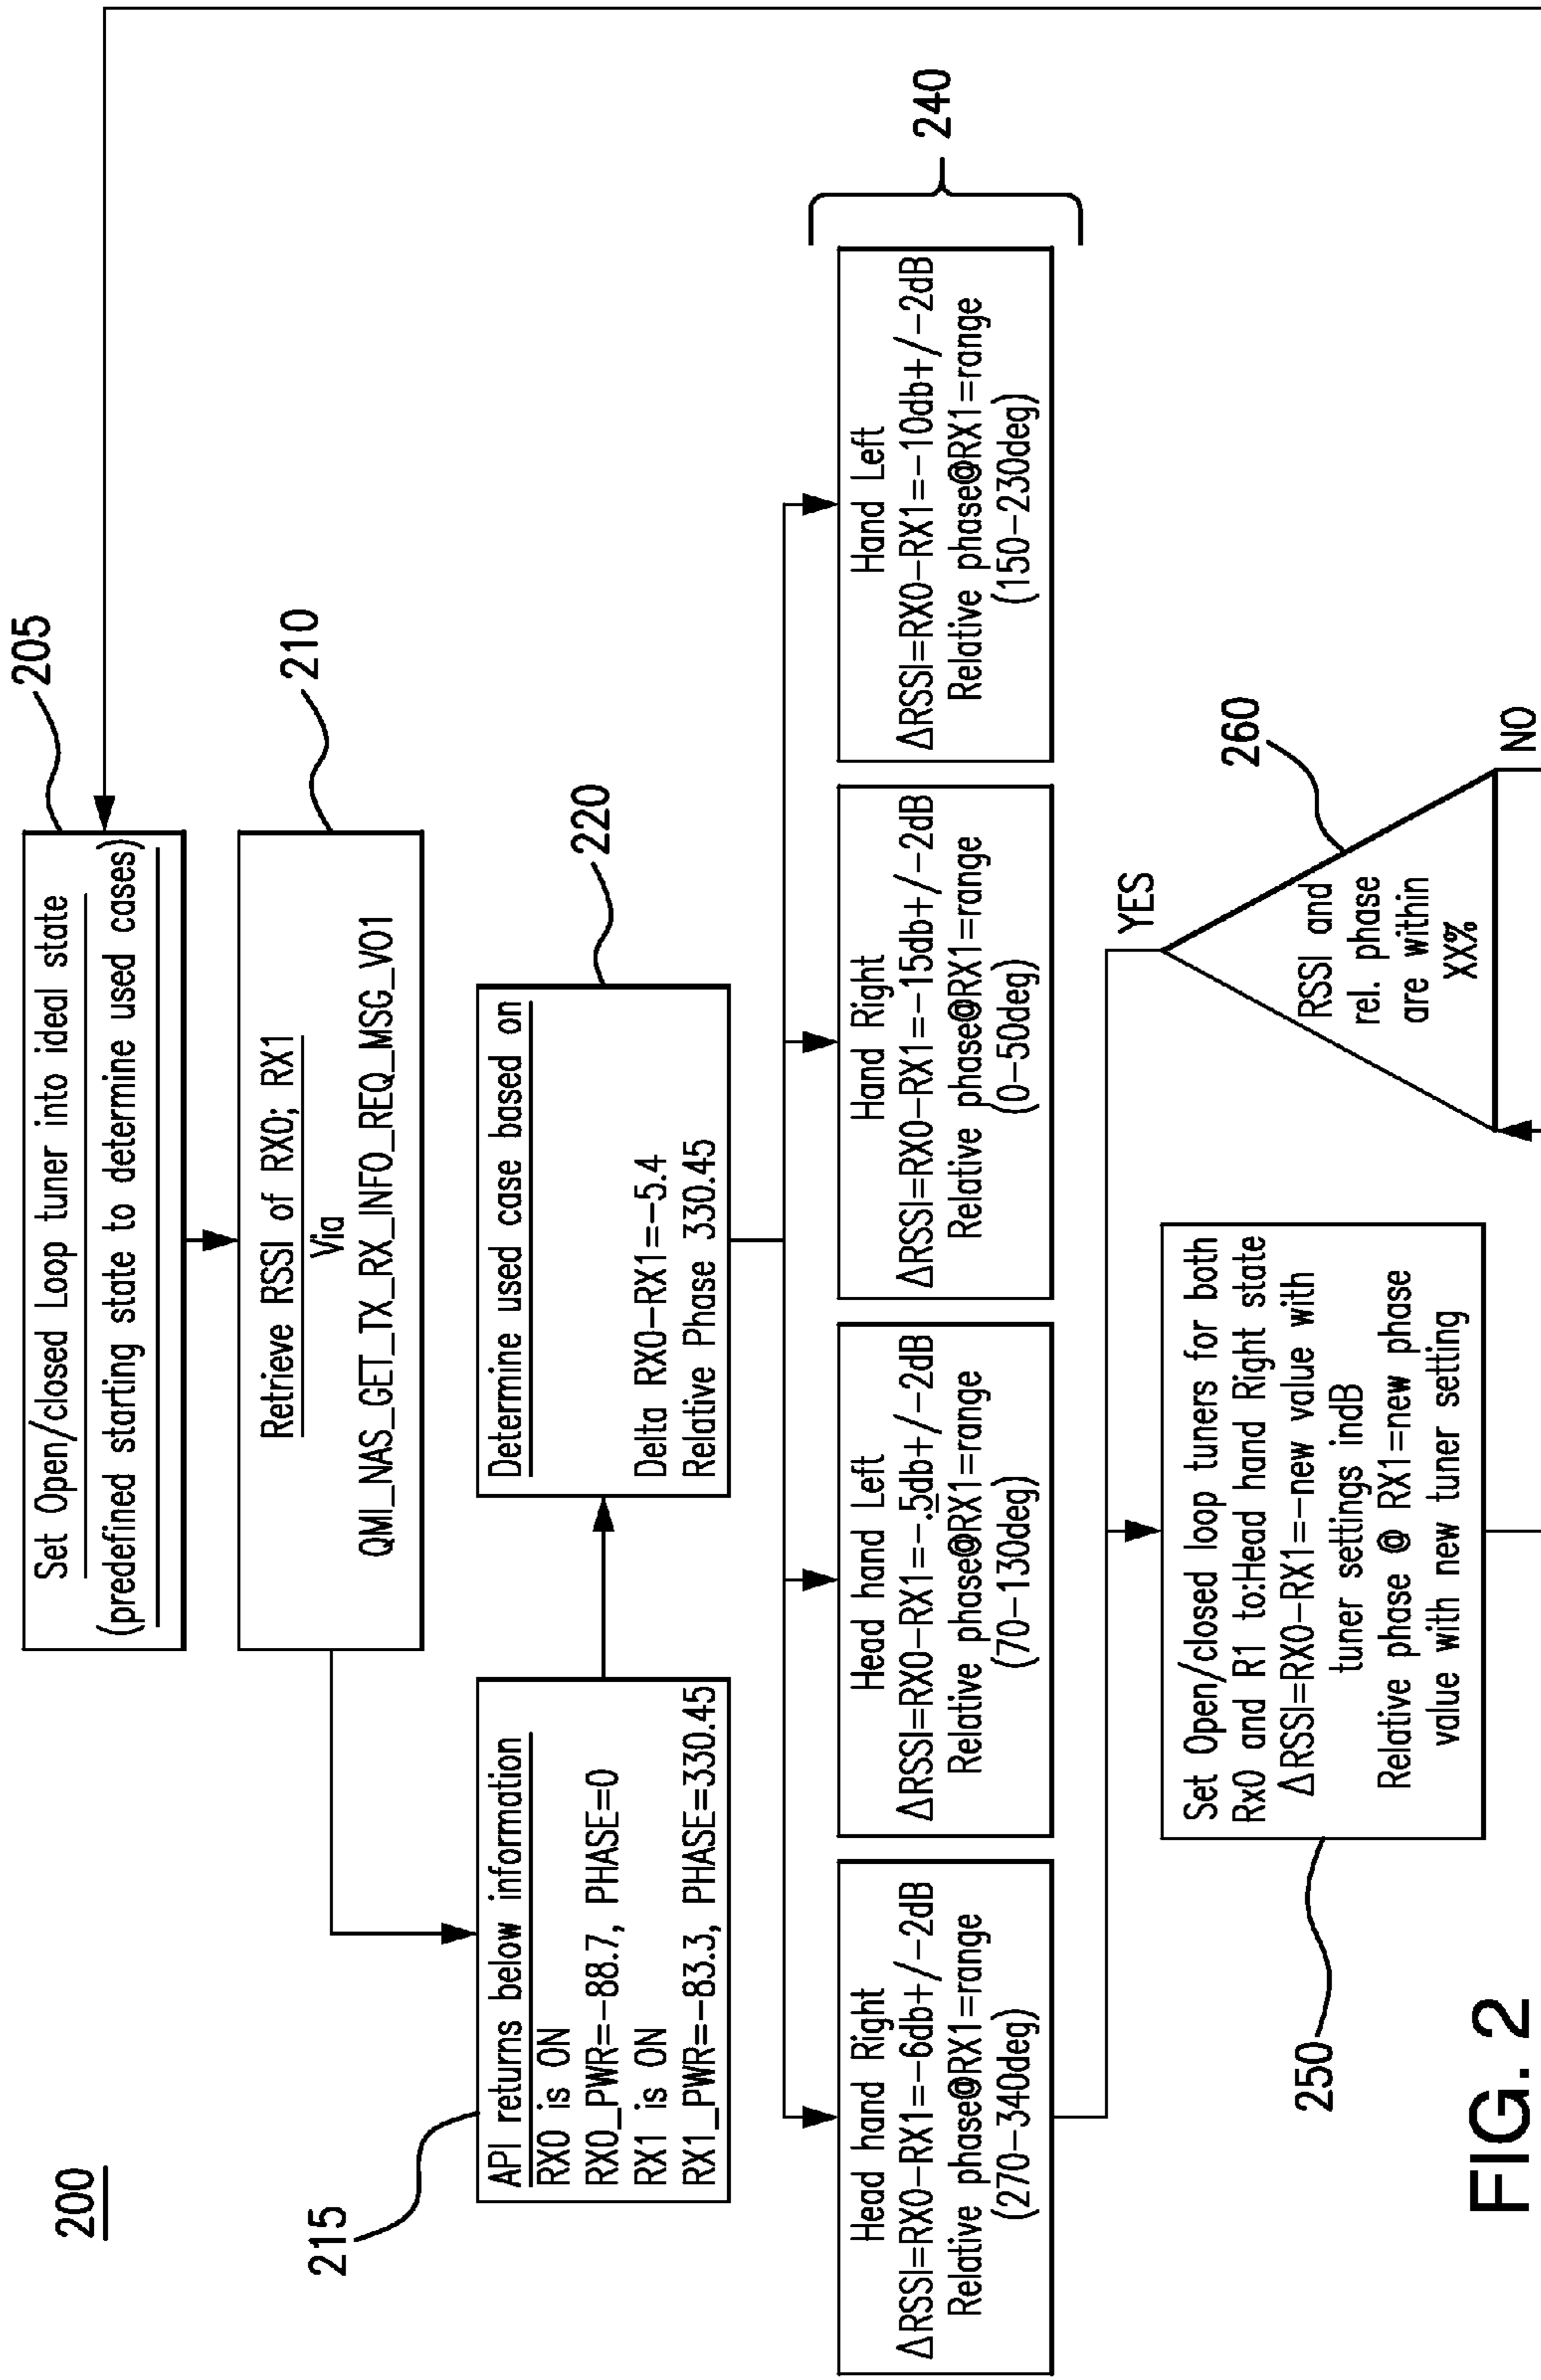 200
205
Set Open/closed Loop tuner into ideal state
(predefined starting state to determine used cases)
210
Retrieve RSSI of RX0; RX1
Via
QMI_NAS_GET_TX_RX_INFO_REQ_MSG_V01
215
API returns below information
RX0 is ON
RX0_PWR=-88.7, PHASE=0
RX1 is ON
RX1_PWR=-83.3, PHASE=330.45
220
Determine used case based on
Delta RX0-RX1=-5.4
Relative Phase 330.45
Head hand Right
△RSSI=RX0-RX1=-6db+/-2dB
Relative phase@RX1=range
(270-340deg)
Head hand Left
△RSSI=RX0-RX1=-.5db+/-2dB
Relative phase@RX1=range
(70-130deg)
Hand Right
△RSSI=RX0-RX1=-15db+/-2dB
Relative phase@RX1=range
(0-50deg)
Hand Left
△RSSI=RX0-RX1=-10db+/-2dB
Relative phase@RX1=range
(150-230deg)
240
250
Set Open/closed loop tuners for both
Rx0 and R1 to:Head hand Right state
△RSSI=RX0-RX1=-new value with
tuner settings indB
Relative phase @ RX1=new phase
value with new tuner setting
YES
260
RSSI and
rel. phase
are within
XX%
NO
FIG. 2